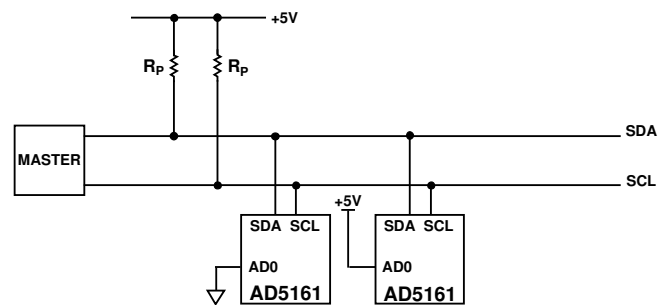 +5V
RP RP
SDA
MASTER
SCL
+5V
SDA SCL SDA SCL
AD0 AD0
AD5161 AD5161